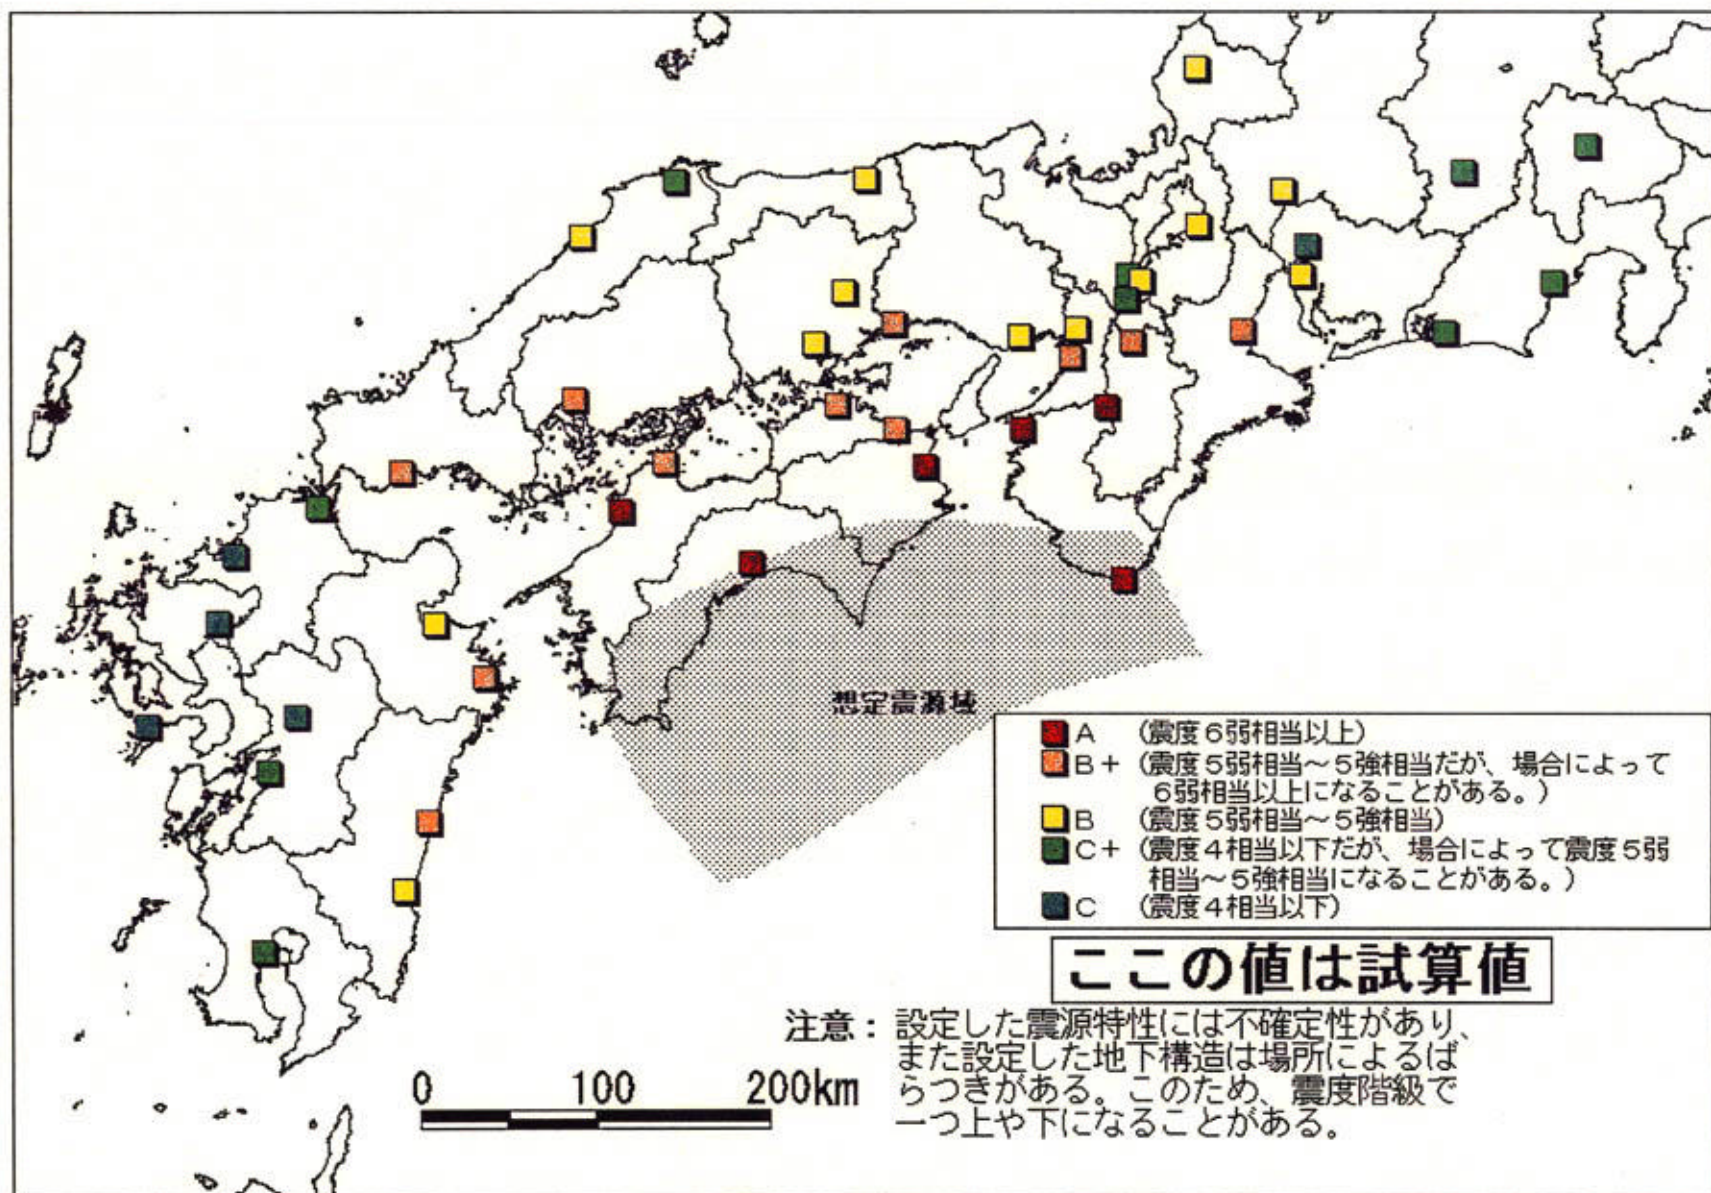 想定震源域
A （震度６弱相当以上）
B＋ （震度５弱相当～５強相当だが、場合によって
６弱相当以上になることがある。）
B （震度５弱相当～５強相当）
C＋ （震度４相当以下だが、場合によって震度５弱
相当～５強相当になることがある。）
C （震度４相当以下）
ここの値は試算値
注意：設定した震源特性には不確定性があり、
また設定した地下構造は場所によるば
らつきがある。このため、震度階級で
一つ上や下になることがある。
0 100 200km